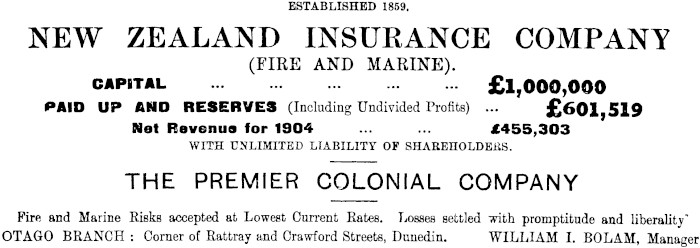 ESTABLISHED 1859.
NEW ZEALAND INSURANCE COMPANY
(FIRE AND MARINE).
CAPITAL ... ... ... ... ... £1,000,000
PAID UP AND RESERVES (Including Undivided Profits) ... £601,519
Net Revenue for 1904 ... ... £455,303
WITH UNLIMITED LIABILITY OF SHAREHOLDERS.
THE PREMIER COLONIAL COMPANY
Fire and Marine Risks accepted at Lowest Current Rates. Losses settled with promptitude and liberality
OTAGO BRANCH: Corner of Rattray and Crawford Streets, Dunedin. WILLIAM I. BOLAM, Manager